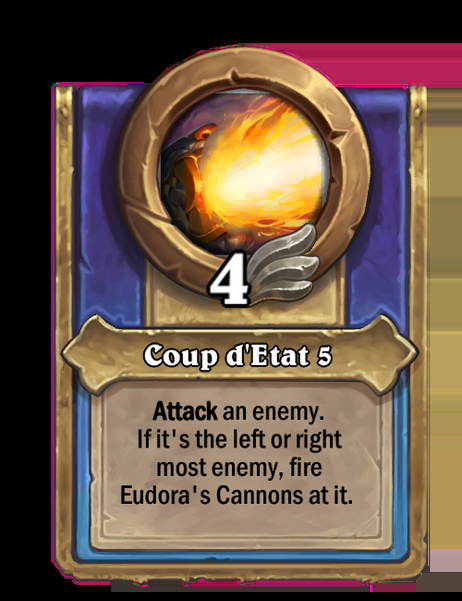 4
Coup d'Etat 5
Attack an enemy.
If it's the left or right
most enemy, fire
Eudora's Cannons at it.